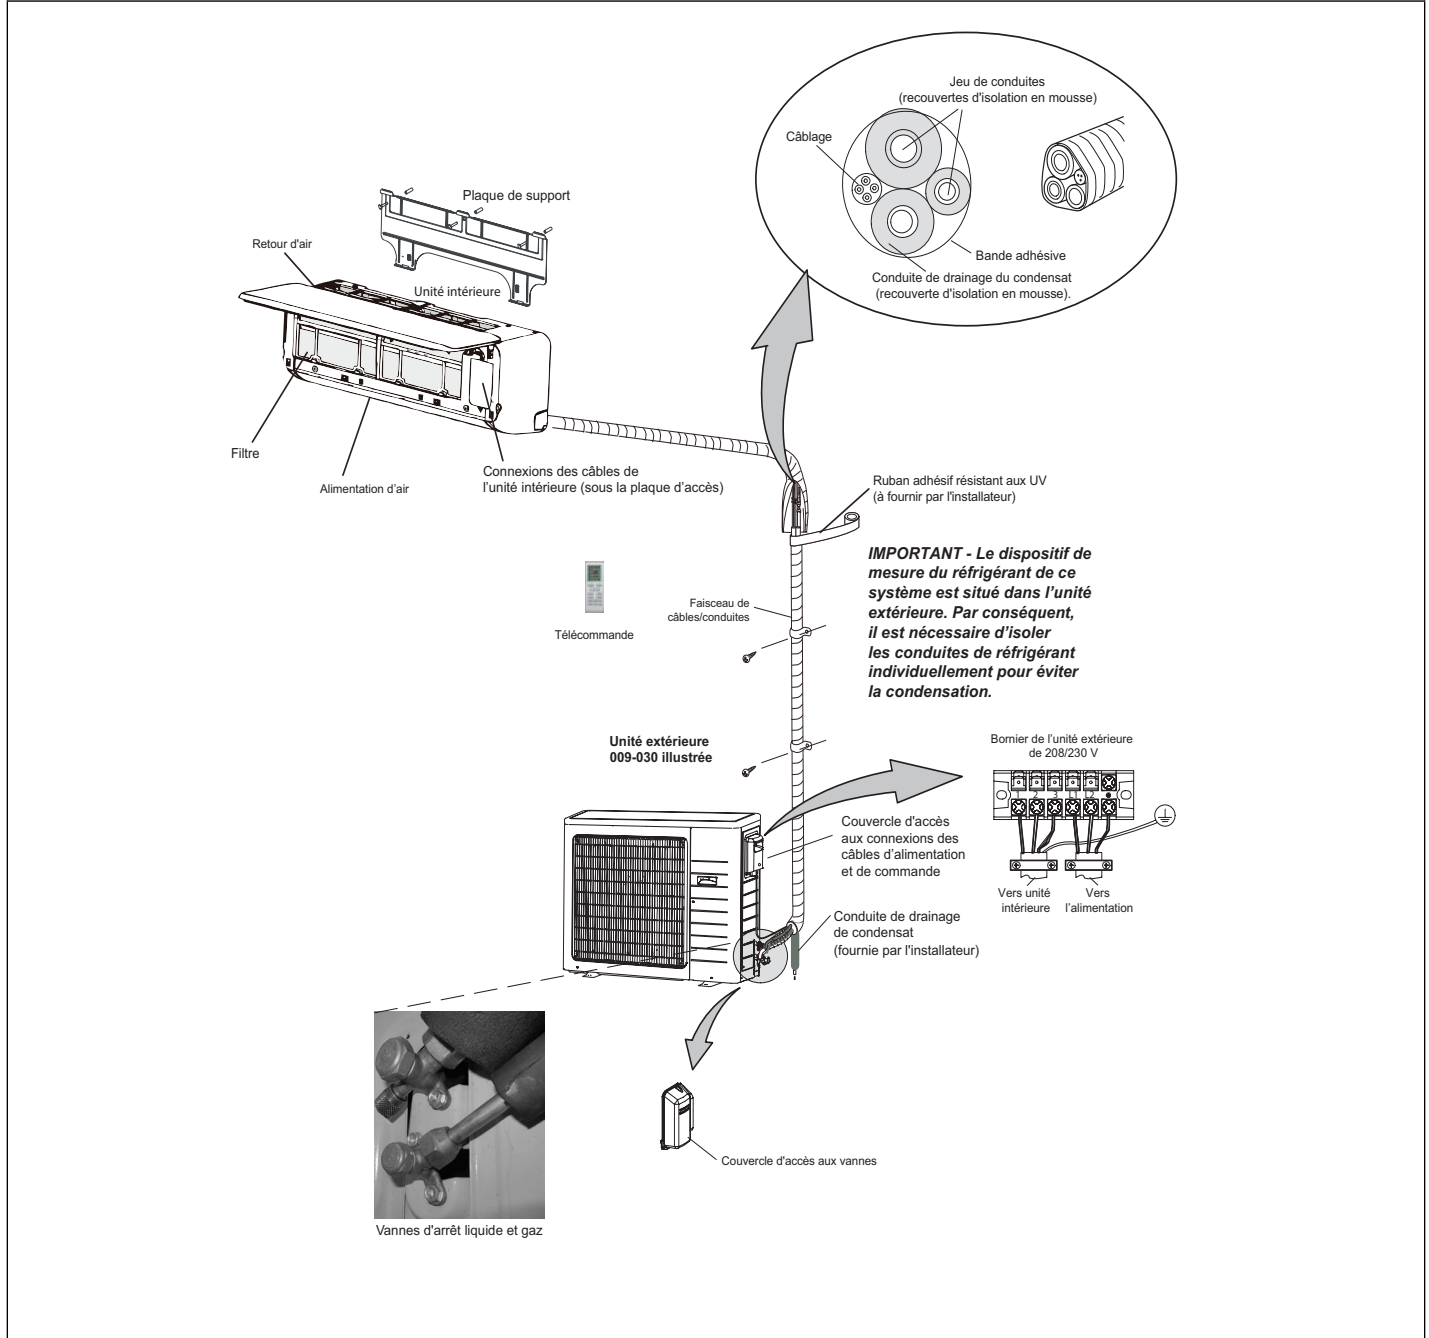 Jeu de conduites
(recouvertes d'isolation en mousse)
Câblage
Bande adhésive
Conduite de drainage du condensat
(recouverte d'isolation en mousse).
Plaque de support
Retour d'air
Unité intérieure
Filtre
Alimentation d'air
Connexions des câbles de
l'unité intérieure (sous la plaque d'accès)
Ruban adhésif résistant aux UV
(à fournir par l'installateur)
IMPORTANT - Le dispositif de
mesure du réfrigérant de ce
système est situé dans l'unité
extérieure. Par conséquent,
il est nécessaire d'isoler
les conduites de réfrigérant
individuellement pour éviter
la condensation.
Télécommande
Faisceau de
câbles/conduites
Unité extérieure
009-030 illustrée
Bornier de l'unité extérieure
de 208/230 V
1 2 3 L1 L2
Vers unité
intérieure
Vers
l'alimentation
Couvercle d'accès
aux connexions des
câbles d'alimentation
et de commande
Conduite de drainage
de condensat
(fournie par l'installateur)
Couvercle d'accès aux vannes
Vannes d'arrêt liquide et gaz